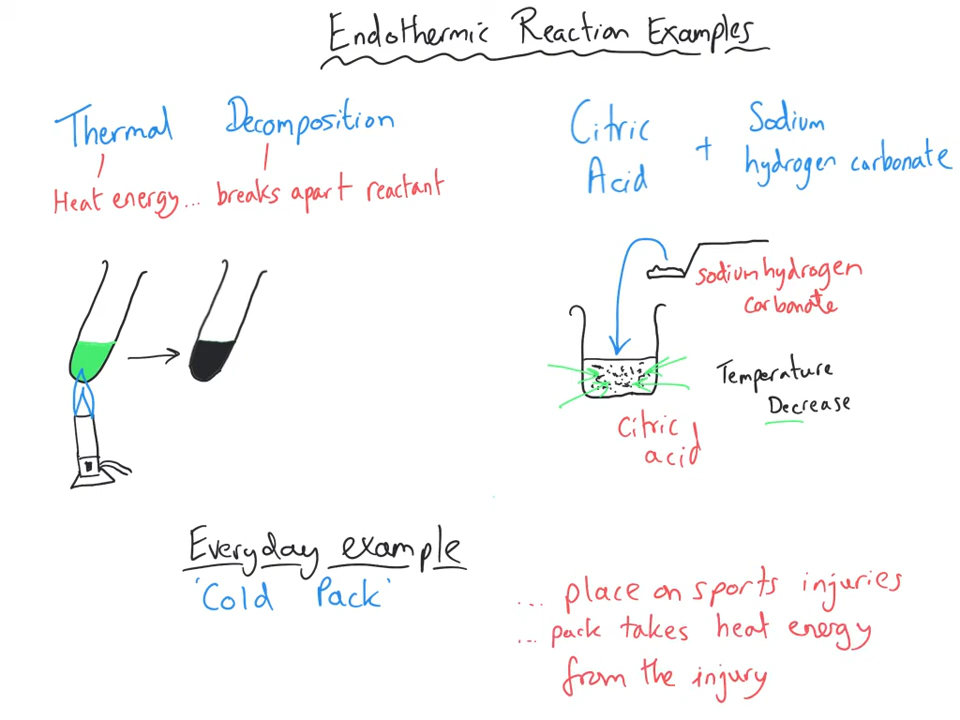 Endothermic Reaction Examples
Thermal Decomposition
Heat energy... breaks apart reactant
Citric Acid + Sodium hydrogen carbonate
Sodium hydrogen
carbonate
Temperature
Decrease
Citric
acid
Everyday example
'Cold Pack'
... place on sports injuries
... pack takes heat energy
from the injury